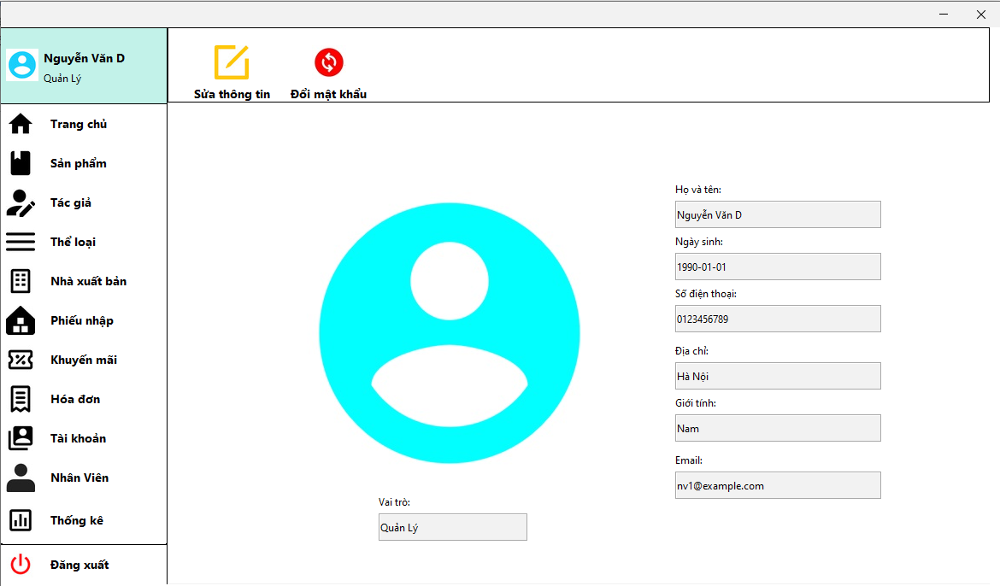 Nguyễn Văn D
Quản Lý
Sửa thông tin
Đổi mật khẩu
Trang chủ
Sản phẩm
Tác giả
Thể loại
Nhà xuất bản
Phiếu nhập
Khuyến mãi
Hóa đơn
Tài khoản
Nhân Viên
Thống kê
Đăng xuất
Vai trò:
Quản Lý
Họ và tên:
Nguyễn Văn D
Ngày sinh:
1990-01-01
Số điện thoại:
0123456789
Địa chỉ:
Hà Nội
Giới tính:
Nam
Email:
nv1@example.com